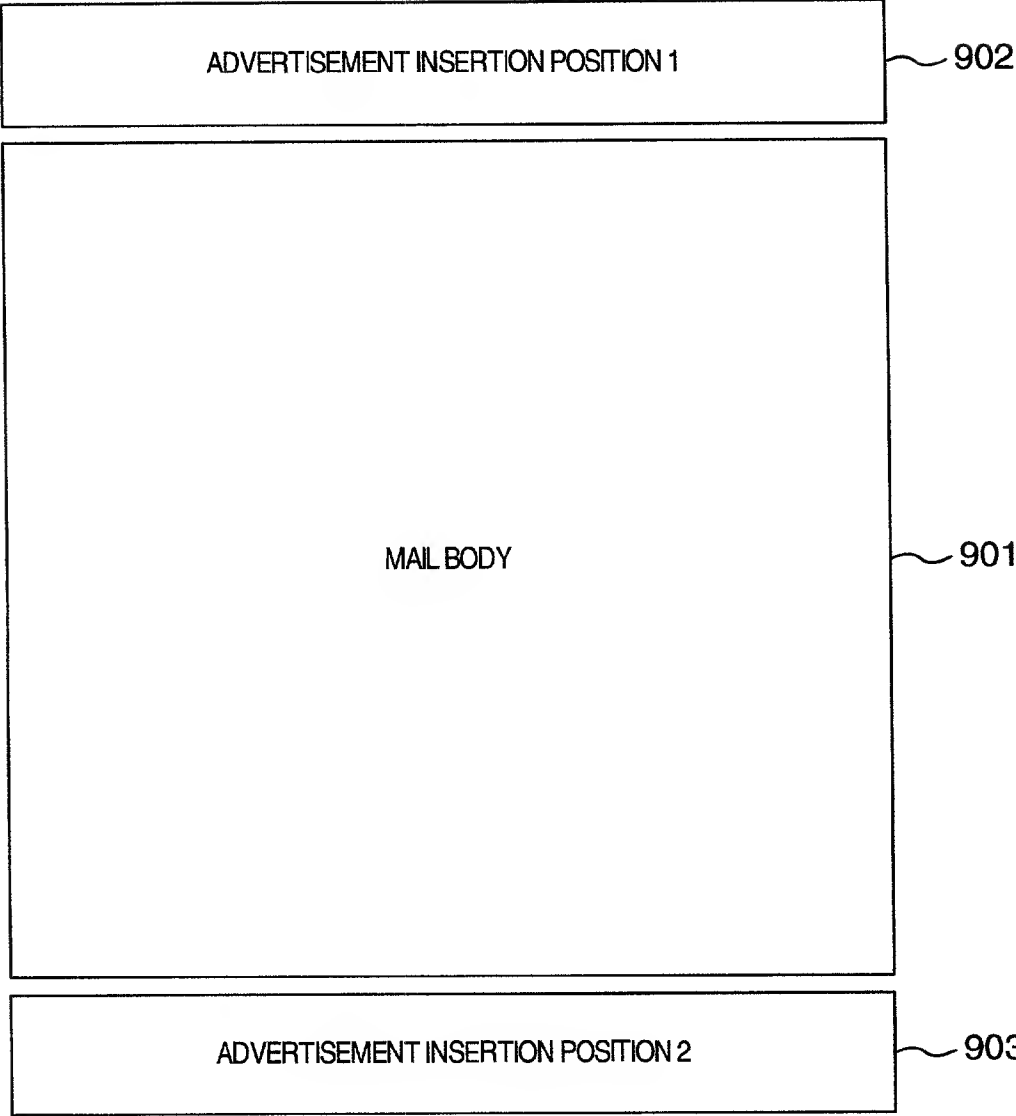 ADVERTISEMENT INSERTION POSITION 1
902
MAIL BODY
901
ADVERTISEMENT INSERTION POSITION 2
903